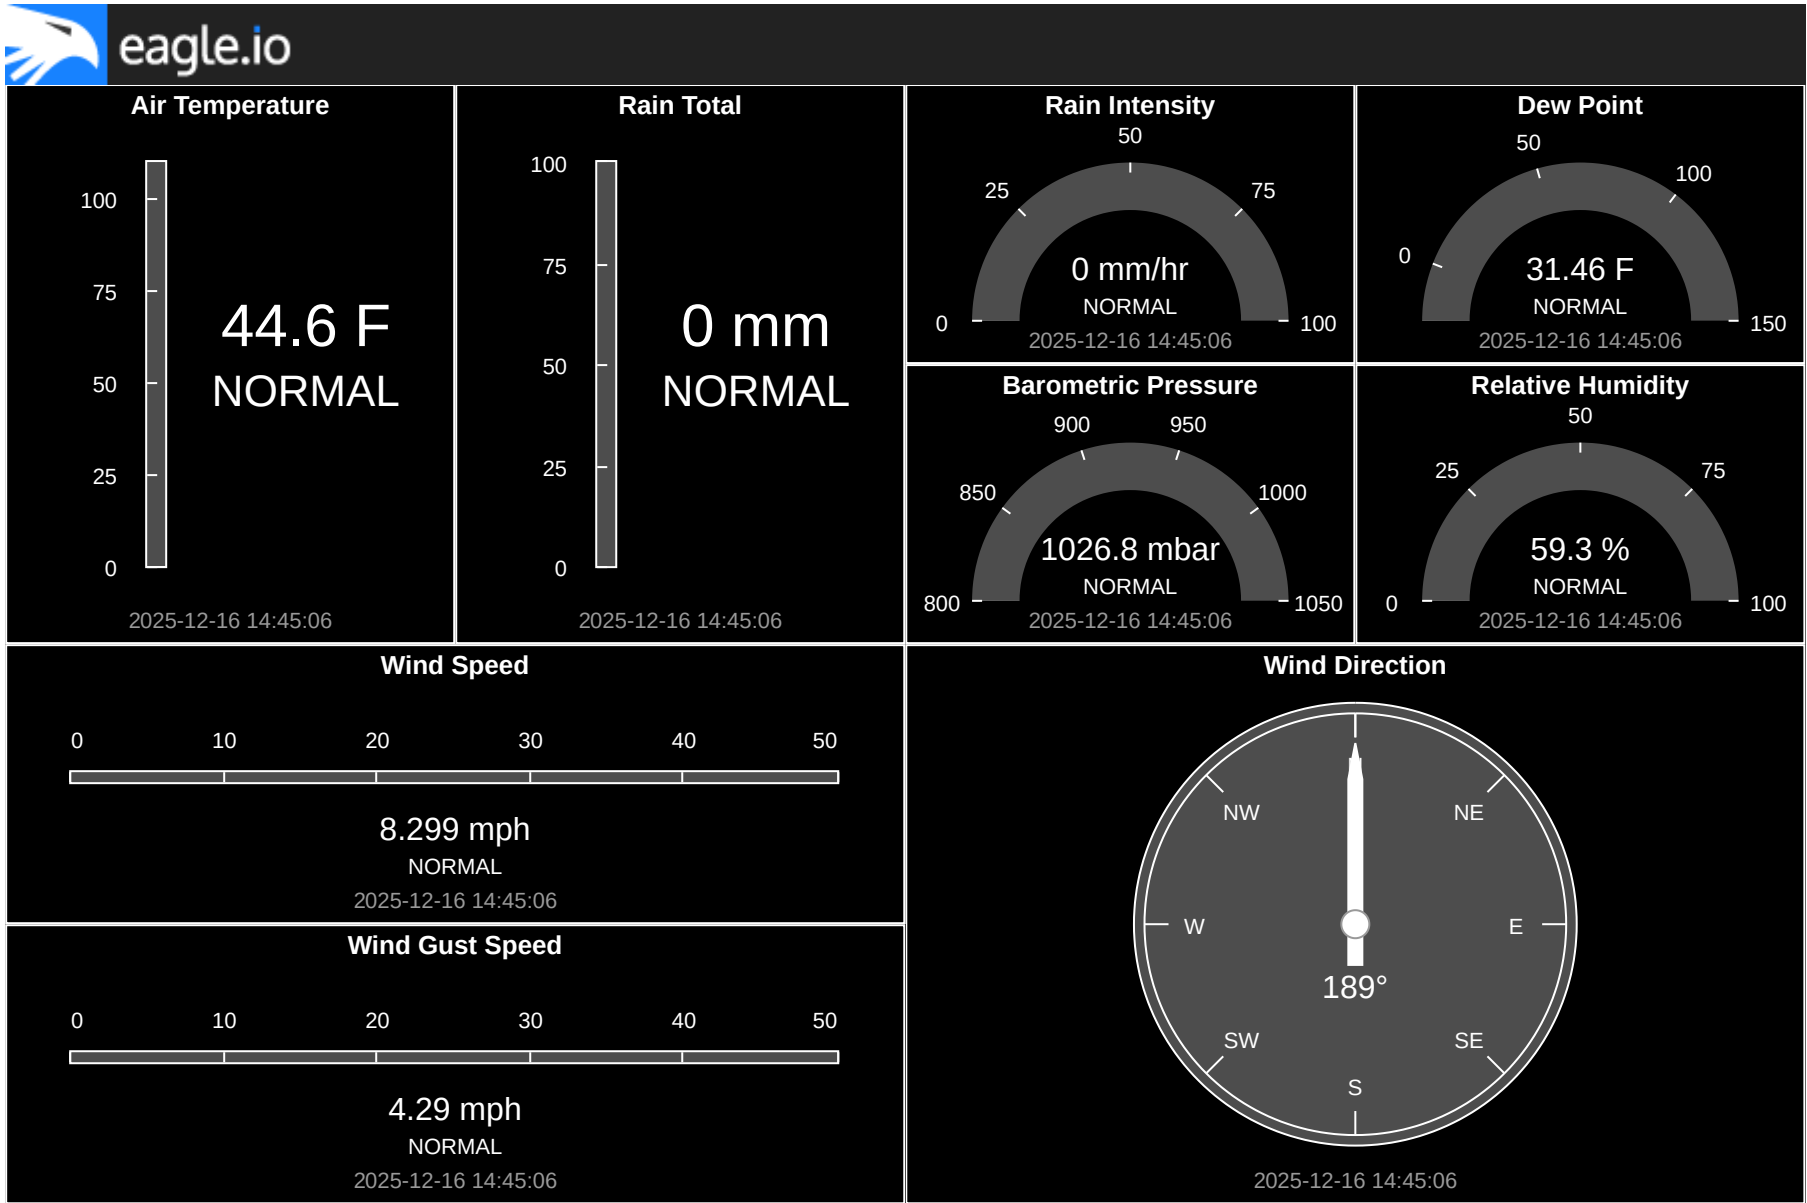 eagle.io
Air Temperature
100
75
50
25
0
44.6 F
NORMAL
2025-12-16 14:45:06
Rain Total
100
75
50
25
0
0 mm
NORMAL
2025-12-16 14:45:06
Rain Intensity
50
25
75
0
100
0 mm/hr
NORMAL
2025-12-16 14:45:06
Dew Point
50
100
0
150
31.46 F
NORMAL
2025-12-16 14:45:06
Barometric Pressure
900
950
850
1000
800
1050
1026.8 mbar
NORMAL
2025-12-16 14:45:06
Relative Humidity
50
25
75
0
100
59.3 %
NORMAL
2025-12-16 14:45:06
Wind Speed
0 10 20 30 40 50
8.299 mph
NORMAL
2025-12-16 14:45:06
Wind Gust Speed
0 10 20 30 40 50
4.29 mph
NORMAL
2025-12-16 14:45:06
Wind Direction
NW
NE
W
E
189°
SW
SE
S
2025-12-16 14:45:06